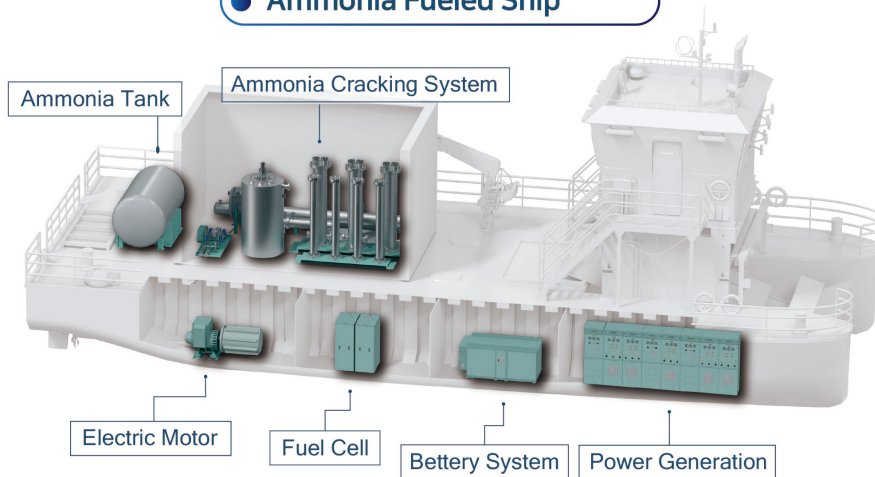 Ammonia Fueled Ship
Ammonia Cracking System
Ammonia Tank
Electric Motor
Fuel Cell
Bettery System
Power Generation